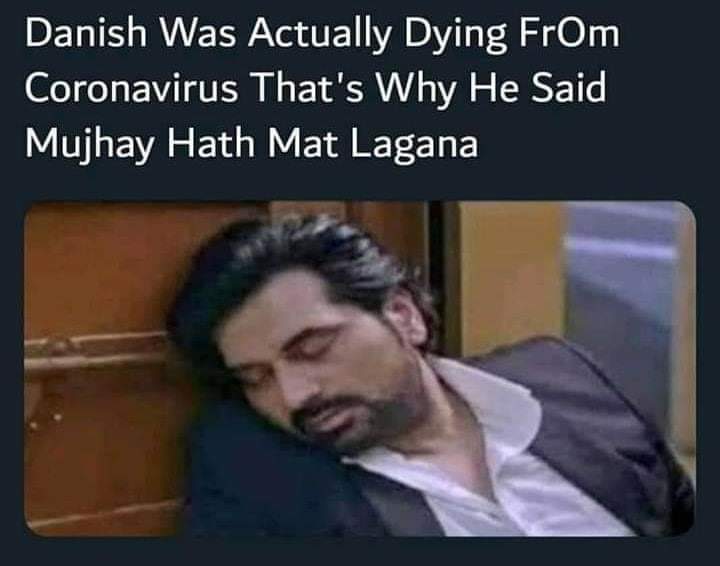 Danish Was Actually Dying FrOm
Coronavirus That's Why He Said
Mujhay Hath Mat Lagana